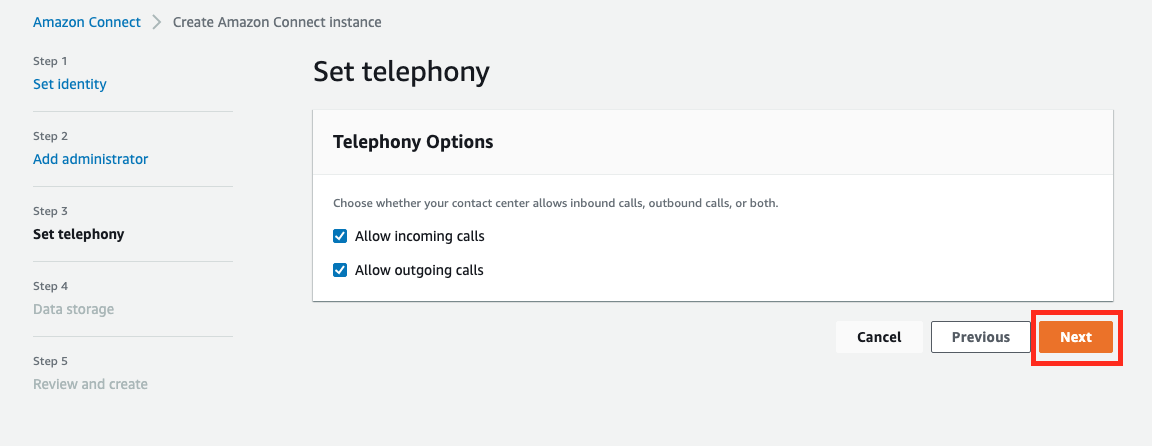 Amazon Connect > Create Amazon Connect instance
Step 1
Set identity
Step 2
Add administrator
Step 3
Set telephony
Step 4
Data storage
Step 5
Review and create
Set telephony
Telephony Options
Choose whether your contact center allows inbound calls, outbound calls, or both.
Allow incoming calls
Allow outgoing calls
Cancel Previous Next